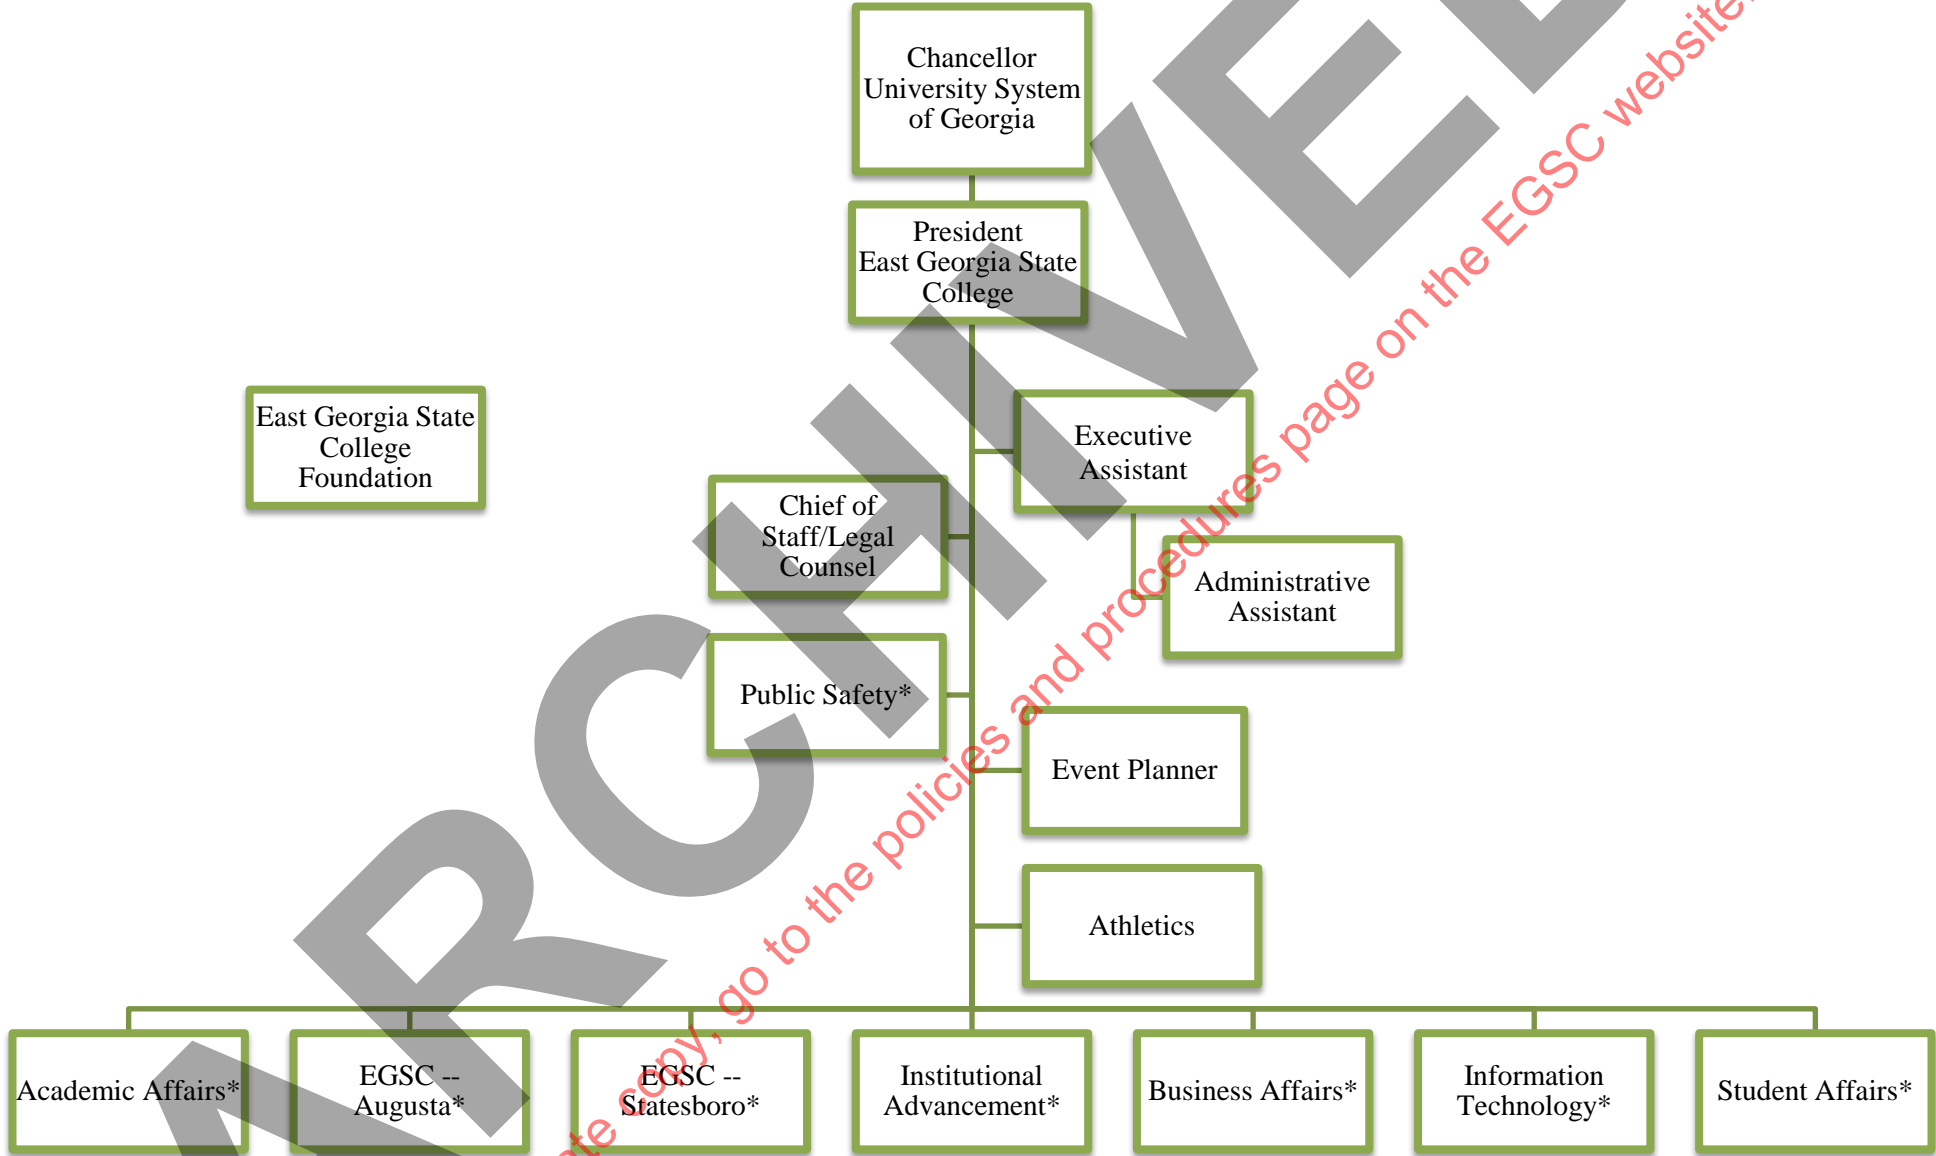 Chancellor
University System
of Georgia
President
East Georgia State
College
East Georgia State
College
Foundation
Executive
Assistant
Chief of
Staff/Legal
Counsel
Administrative
Assistant
Public Safety*
Event Planner
Athletics
Academic Affairs*
EGSC --
Augusta*
EGSC --
Statesboro*
Institutional
Advancement*
Business Affairs*
Information
Technology*
Student Affairs*
ARCHIVED
copy, go to the policies and procedures page on the EGSC website.